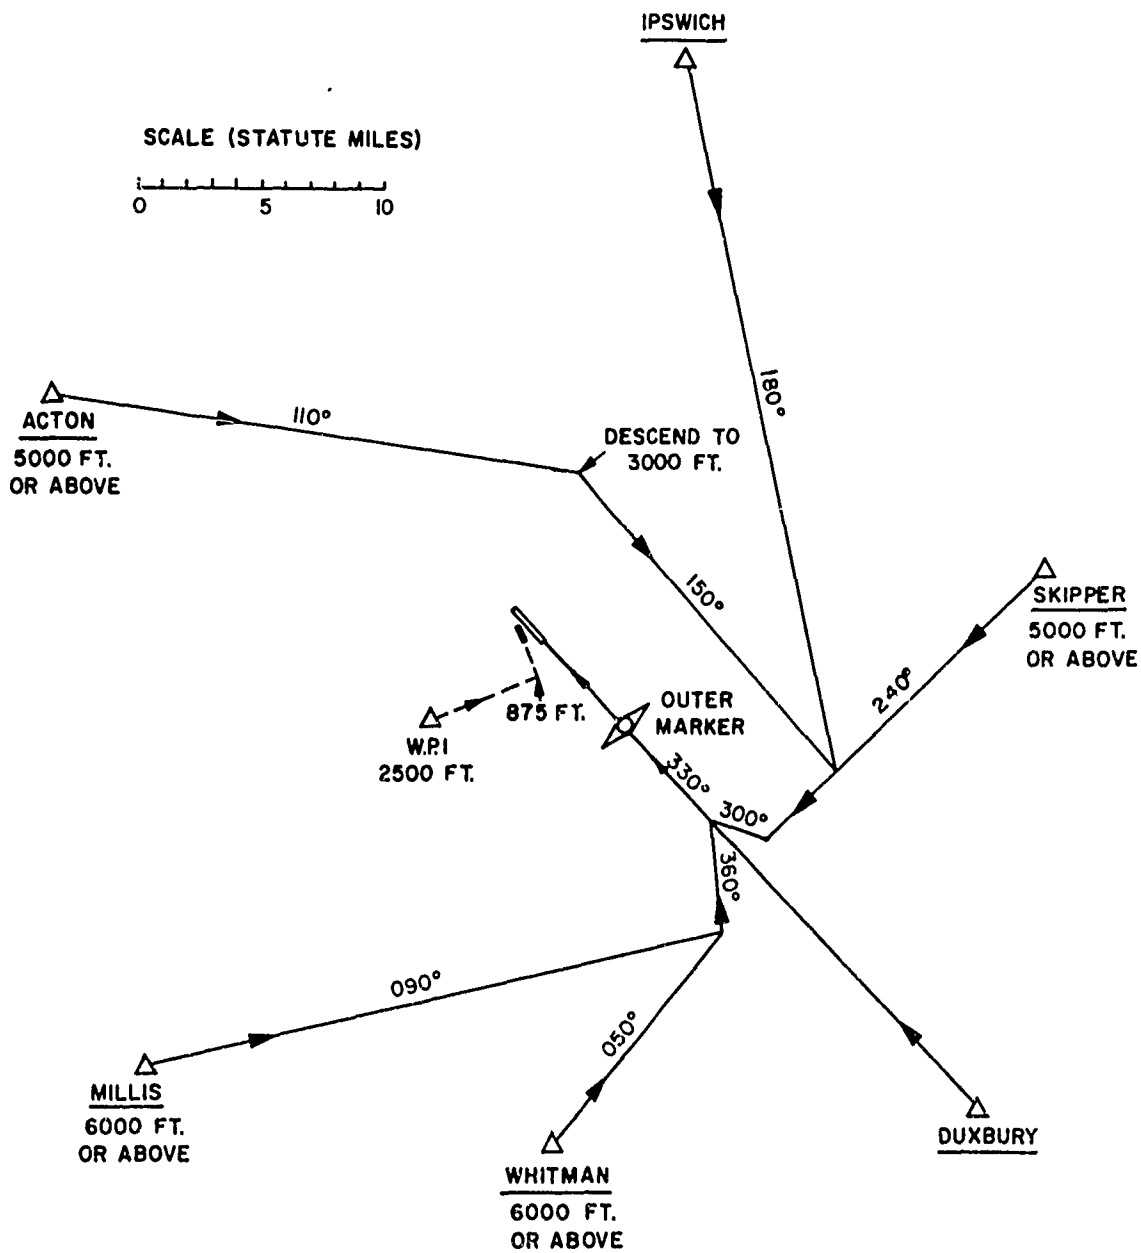 IPSWICH
SCALE (STATUTE MILES)
0 5 10
180°
ACTON
5000 FT.
OR ABOVE
110°
DESCEND TO
3000 FT.
150°
SKIPPER
5000 FT.
OR ABOVE
240°
875 FT.
OUTER
MARKER
W.P.1
2500 FT.
330°
300°
360°
090°
050°
MILLIS
6000 FT.
OR ABOVE
WHITMAN
6000 FT.
OR ABOVE
DUXBURY